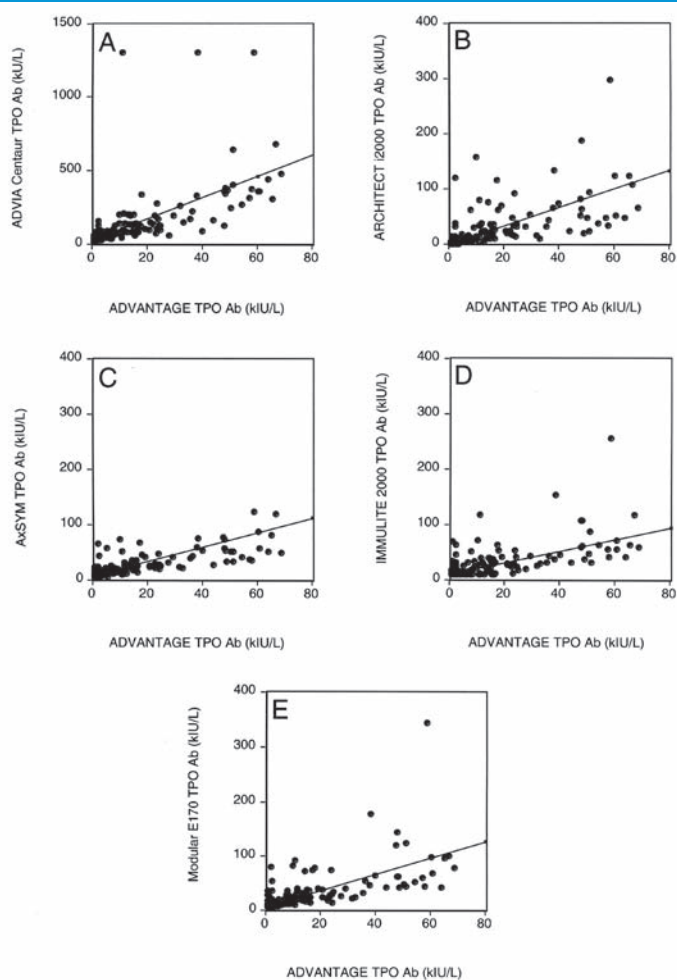 A
ADVIA Centaur TPO Ab (kU/L)
1500
1000
500
0
0 20 40 60 80
ADVANTAGE TPO Ab (kIU/L)
B
ARCHITECT i2000 TPO Ab (kIU/L)
400
300
200
100
0
0 20 40 60 80
ADVANTAGE TPO Ab (kIU/L)
C
AxSYM TPO Ab (kIU/L)
400
300
200
100
0
0 20 40 60 80
ADVANTAGE TPO Ab (kIU/L)
D
IMMULITE 2000 TPO Ab (kIU/L)
400
300
200
100
0
0 20 40 60 80
ADVANTAGE TPO Ab (kIU/L)
E
Modular E170 TPO Ab (kIU/L)
400
300
200
100
0
0 20 40 60 80
ADVANTAGE TPO Ab (kIU/L)